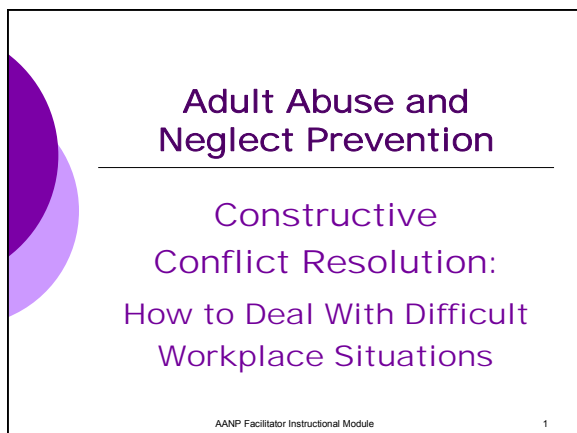 Adult Abuse and
Neglect Prevention
Constructive
Conflict Resolution:
How to Deal With Difficult
Workplace Situations
AANP Facilitator Instructional Module 1